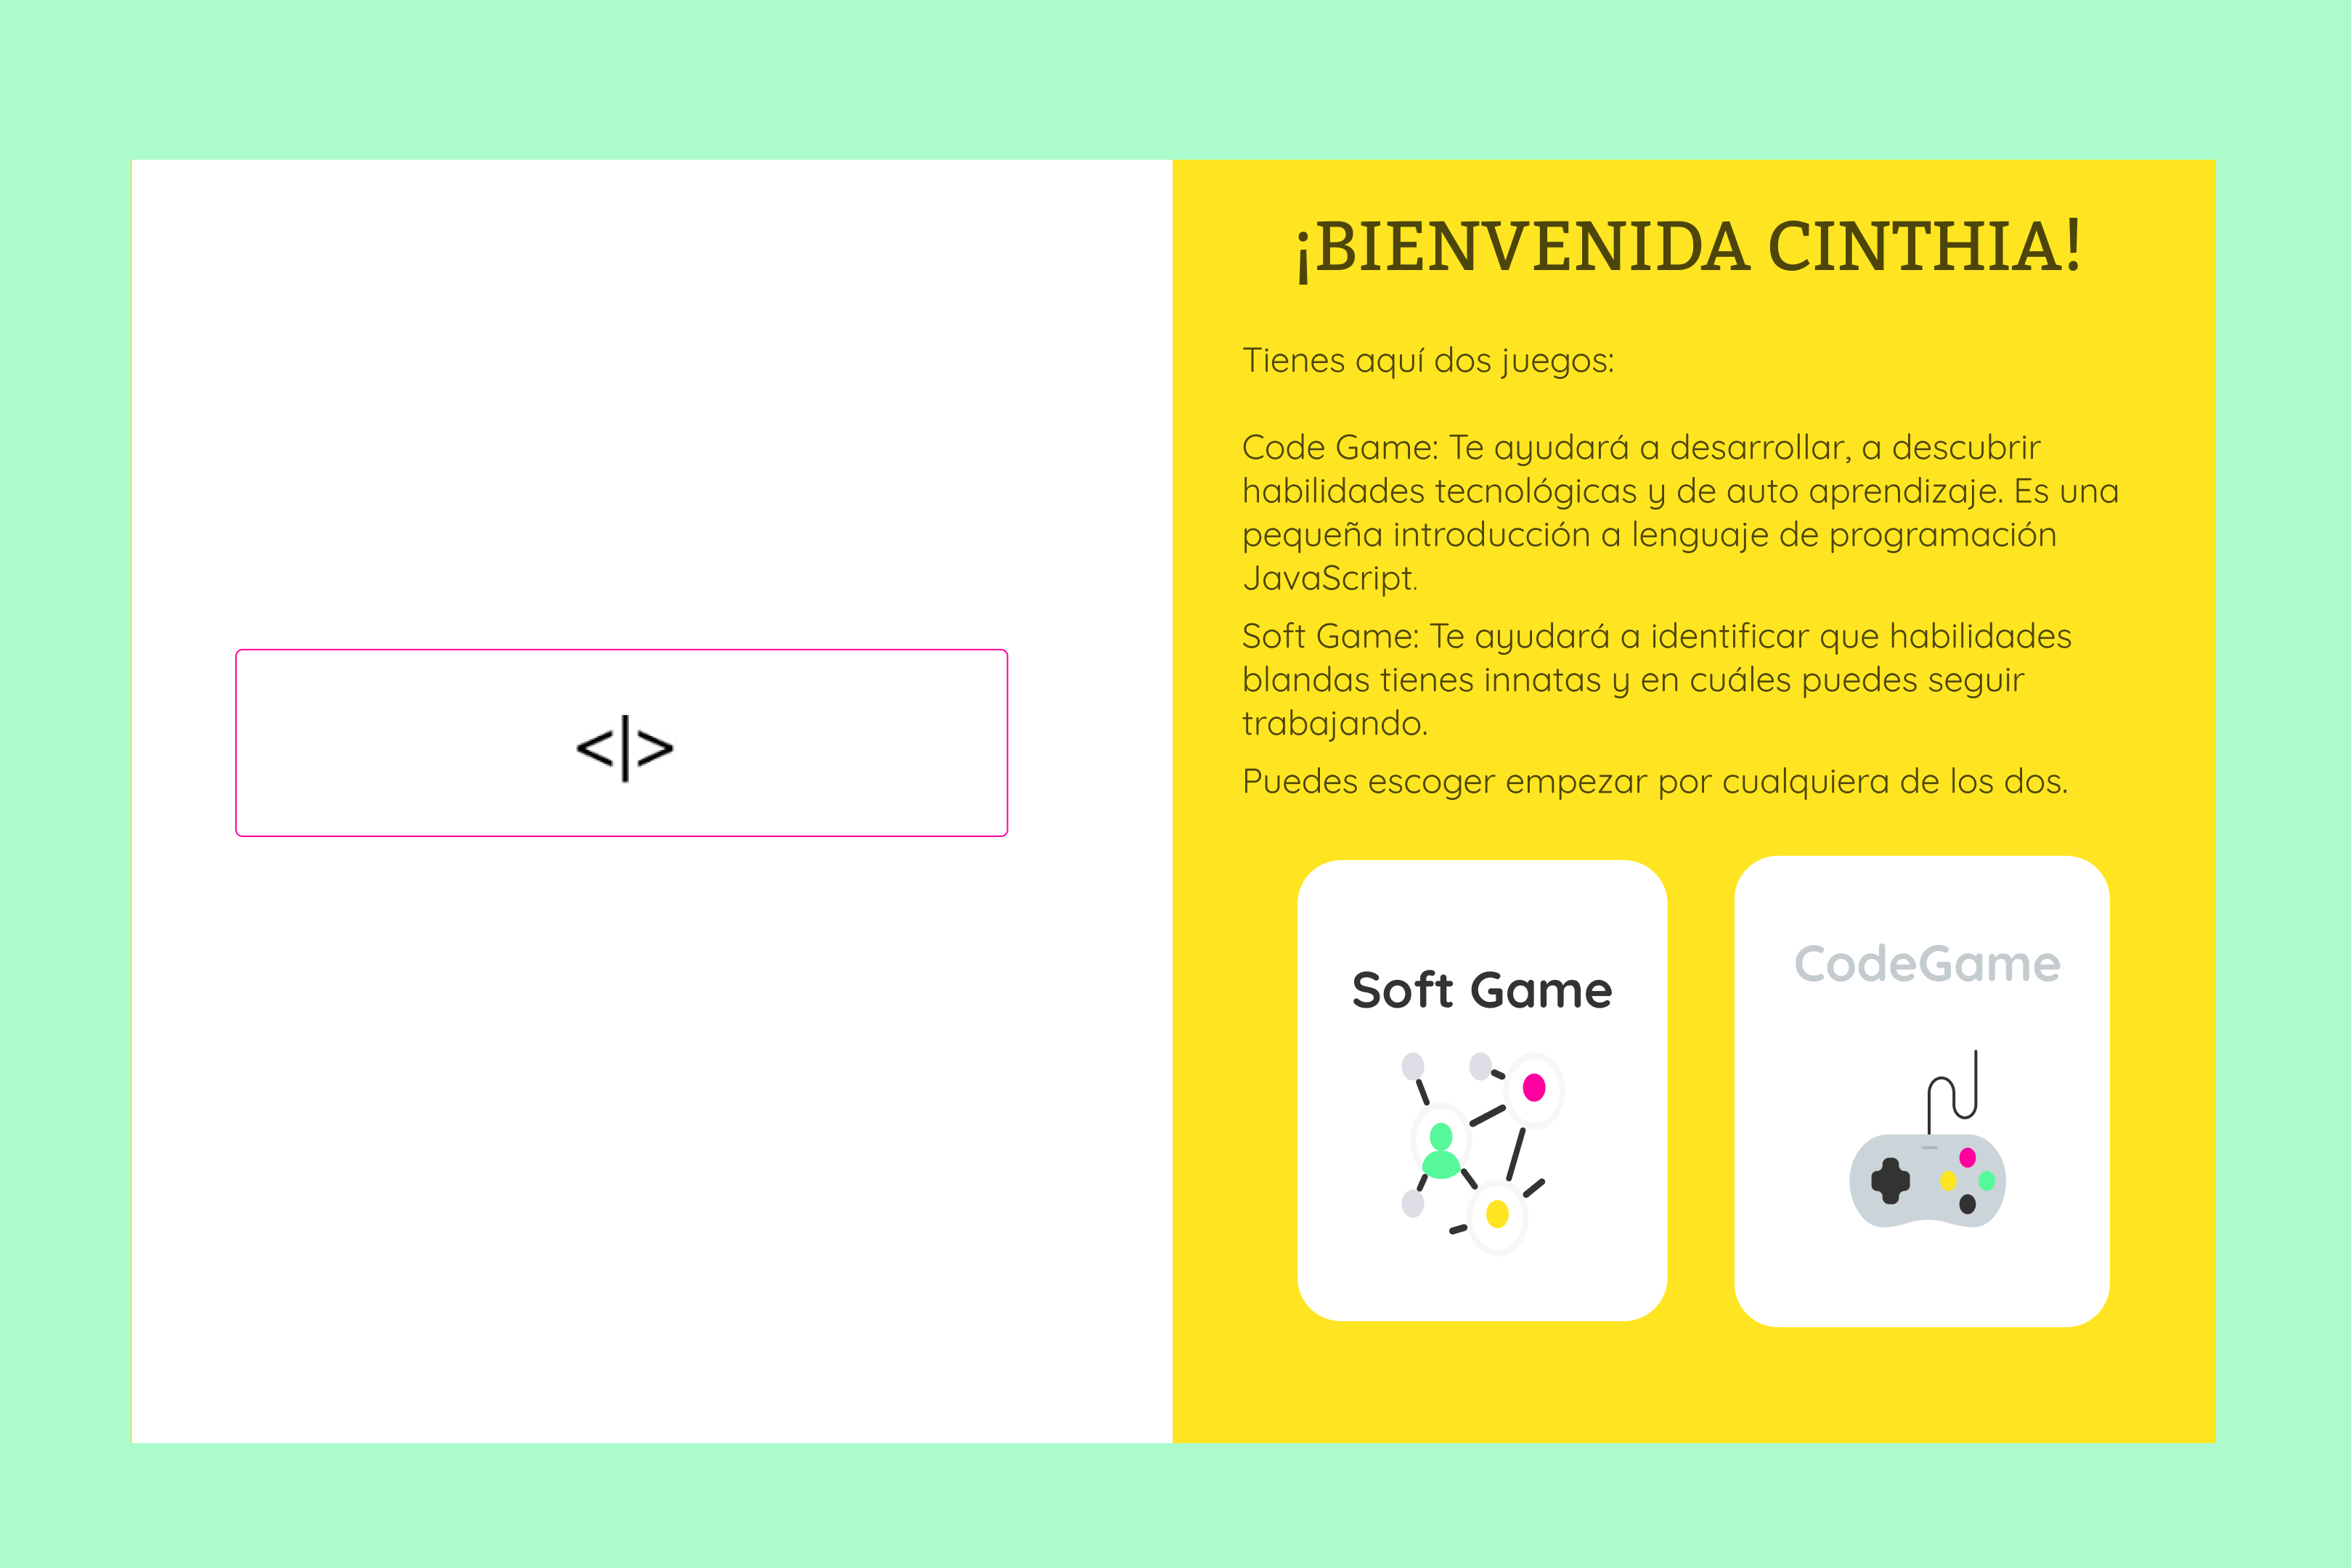 <|>
¡BIENVENIDA CINTHIA!
Tienes aquí dos juegos:
Code Game: Te ayudará a desarrollar, a descubrir
habilidades tecnológicas y de auto aprendizaje. Es una
pequeña introducción a lenguaje de programación
JavaScript.
Soft Game: Te ayudará a identificar que habilidades
blandas tienes innatas y en cuáles puedes seguir
trabajando.
Puedes escoger empezar por cualquiera de los dos.
Soft Game
CodeGame